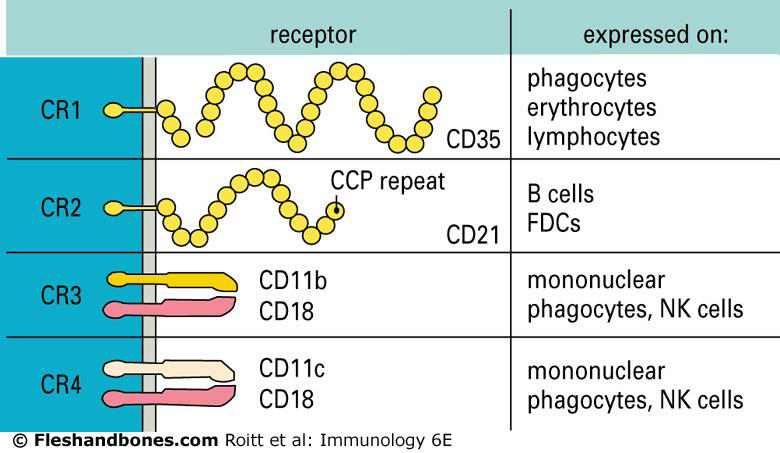 receptor
expressed on:
CR1
CD35
phagocytes
erythrocytes
lymphocytes
CR2
CCP repeat
CD21
B cells
FDCs
CR3
CD11b
CD18
mononuclear
phagocytes, NK cells
CR4
CD11c
CD18
mononuclear
phagocytes, NK cells
© Fleshandbones.com Roitt et al: Immunology 6E